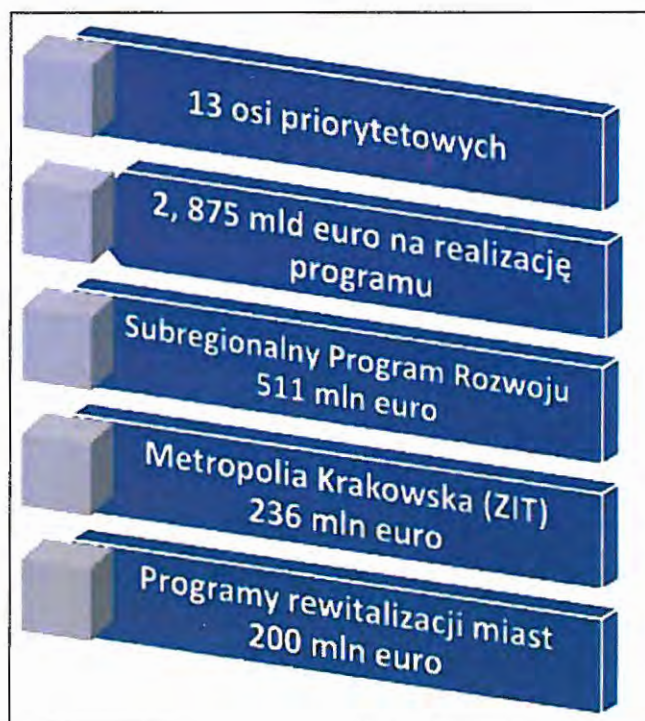 13 osi priorytetowych
2, 875 mld euro na realizację
programu
Subregionalny Program Rozwoju
511 mln euro
Metropolia Krakowska (ZIT)
236 mln euro
Programy rewitalizacji miast
200 mln euro